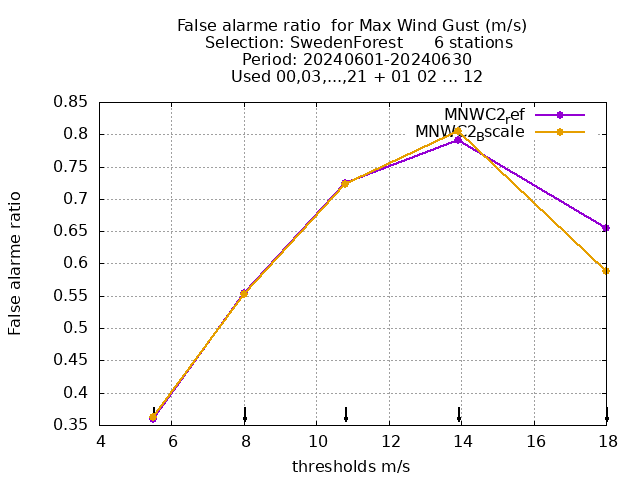 False alarme ratio  for Max Wind Gust (m/s)
Selection: SwedenForest      6 stations
Period: 20240601-20240630
Used 00,03,...,21 + 01 02 ... 12
MNWC2ref
MNWC2Bscale
0.85
0.8
0.75
0.7
0.65
0.6
0.55
0.5
0.45
0.4
0.35
False alarme ratio
4 6 8 10 12 14 16 18
thresholds m/s